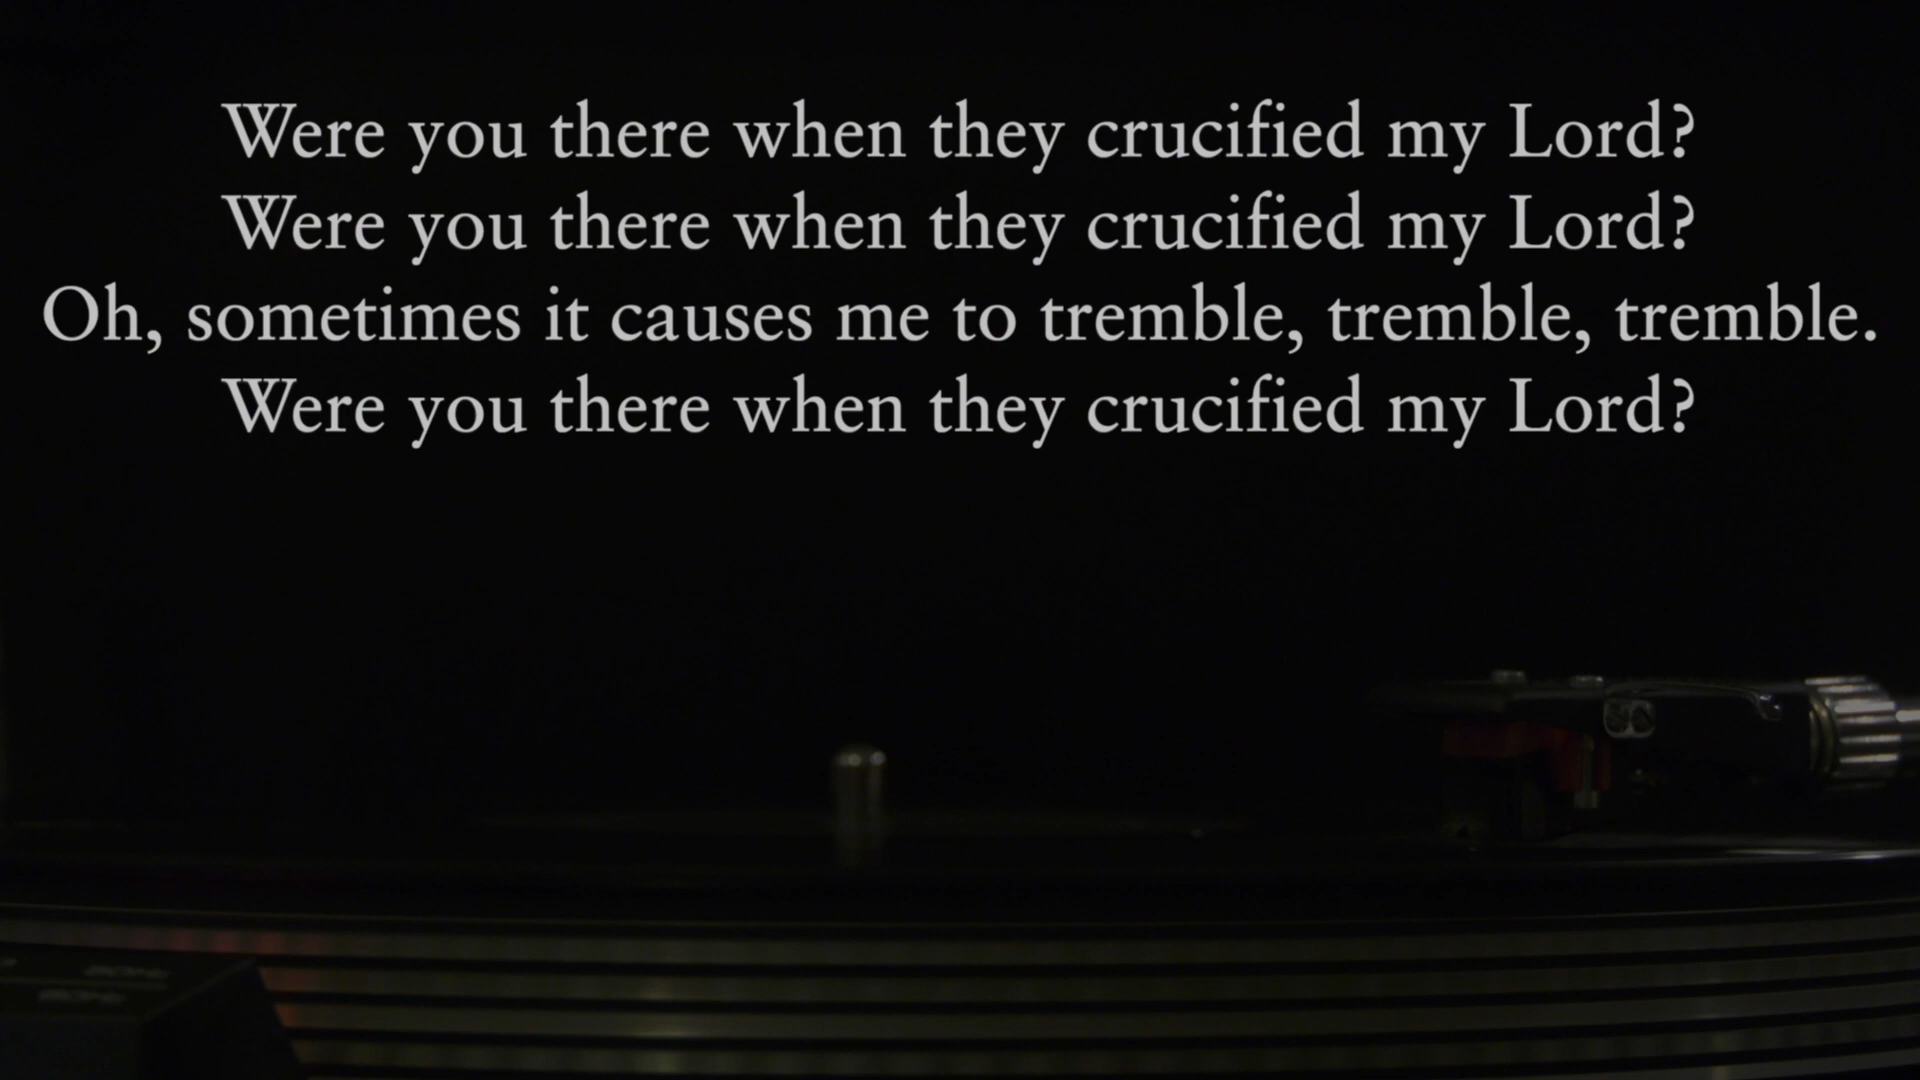 Were you there when they crucified my Lord?
Were you there when they crucified my Lord?
Oh, sometimes it causes me to tremble, tremble, tremble.
Were you there when they crucified my Lord?